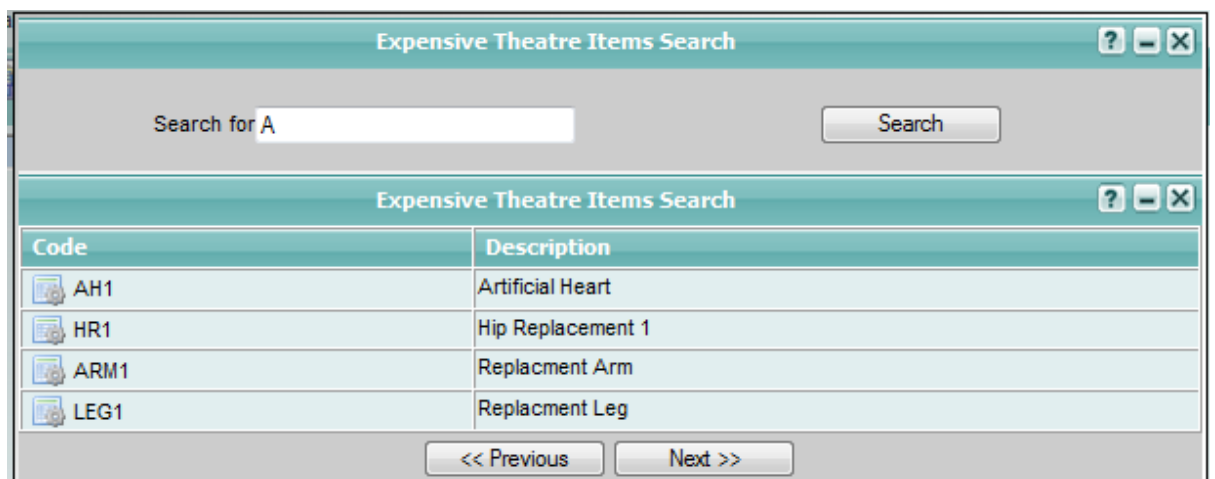 Expensive Theatre Items Search
Search for A Search
Expensive Theatre Items Search
Code Description
AH1 Artificial Heart
HR1 Hip Replacement 1
ARM1 Replacment Arm
LEG1 Replacment Leg
<< Previous Next >>